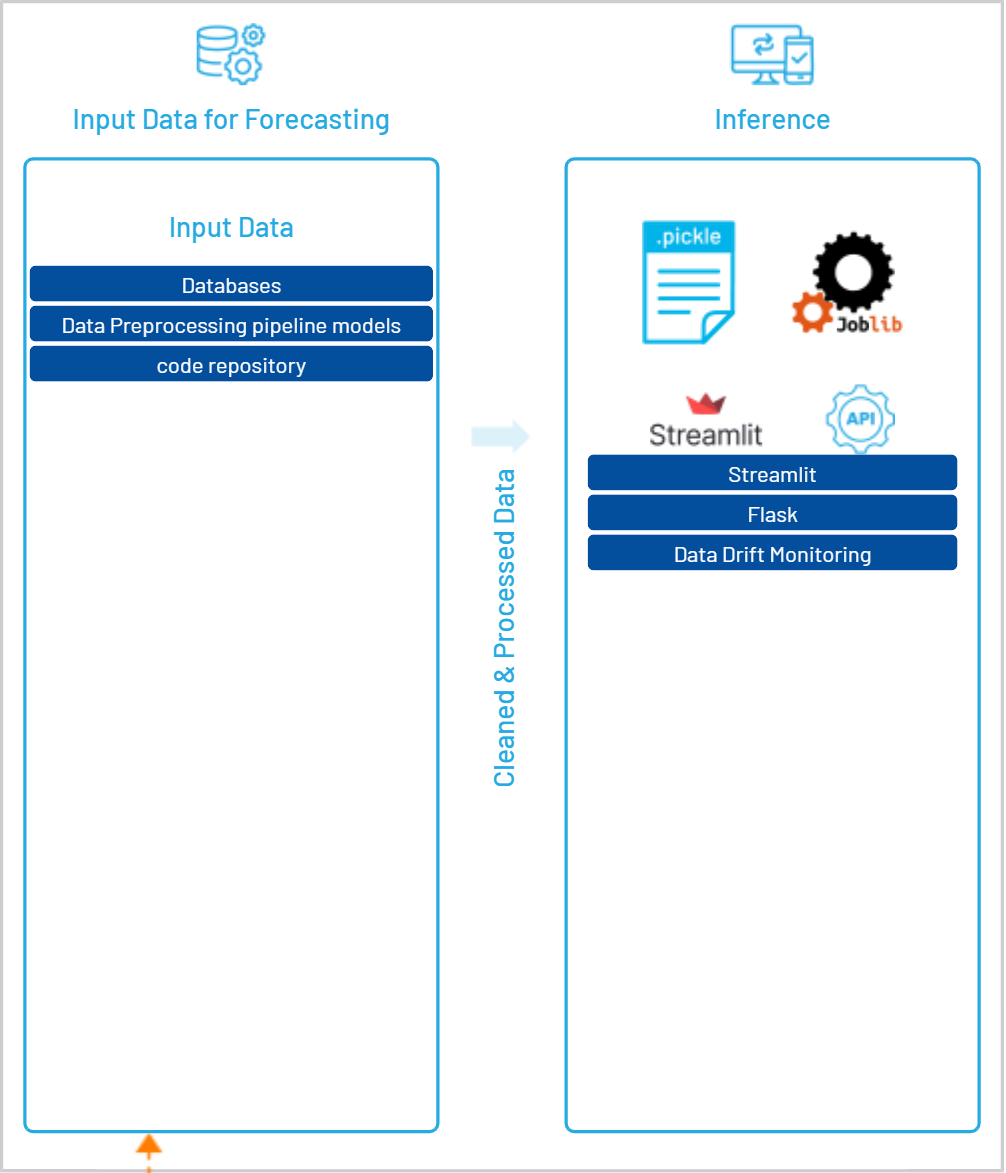 Input Data for Forecasting
Inference
Input Data
Databases
Data Preprocessing pipeline models
code repository
Cleaned & Processed Data
.pickle
Joblib
Streamlit
API
Streamlit
Flask
Data Drift Monitoring